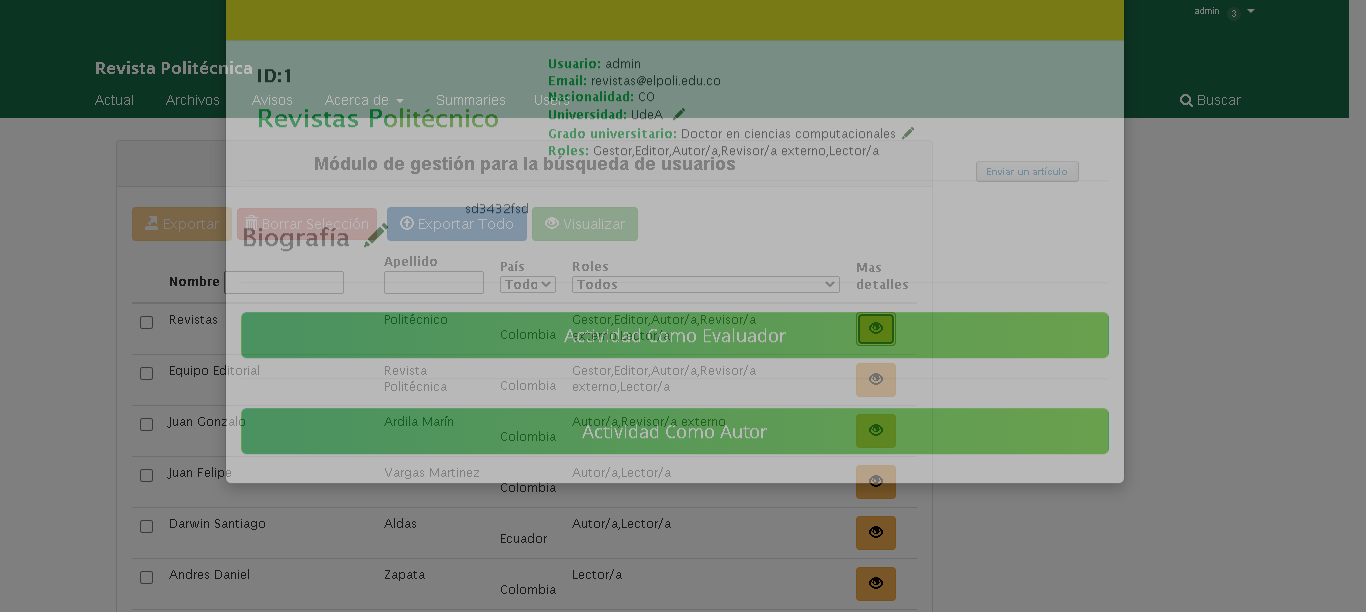 admin 3
Revista Politécnica
Actual Archivos Avisos Acerca de Summaries Users
Buscar
ID:1
Revistas Politécnico
Usuario: admin
Email: revistas@elpoli.edu.co
Nacionalidad: CO
Universidad: UdeA
Grado universitario: Doctor en ciencias computacionales
Roles: Gestor,Editor,Autor/a,Revisor/a externo,Lector/a
Módulo de gestión para la búsqueda de usuarios
Enviar un artículo
sd3432fsd
Exportar Borrar Selección Exportar Todo Visualizar
Biografía
Nombre Apellido País Roles Mas detalles
Todo Todos
Revistas Politécnico Colombia Gestor,Editor,Autor/a,Revisor/a
externo,Lector/a
Actividad Como Evaluador
Equipo Editorial Revista Politécnica Colombia Gestor,Editor,Autor/a,Revisor/a
externo,Lector/a
Juan Gonzalo Ardila Marín Colombia Autor/a,Revisor/a externo
Actividad Como Autor
Juan Felipe Vargas Martinez Colombia Autor/a,Lector/a
Darwin Santiago Aldas Ecuador Autor/a,Lector/a
Andres Daniel Zapata Colombia Lector/a